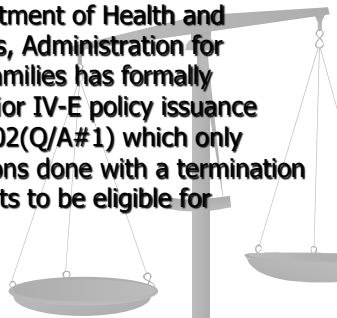 tment of Health and
s, Administration for
amilies has formally
ior IV-E policy issuance
02(Q/A#1) which only
ons done with a termination
ts to be eligible for